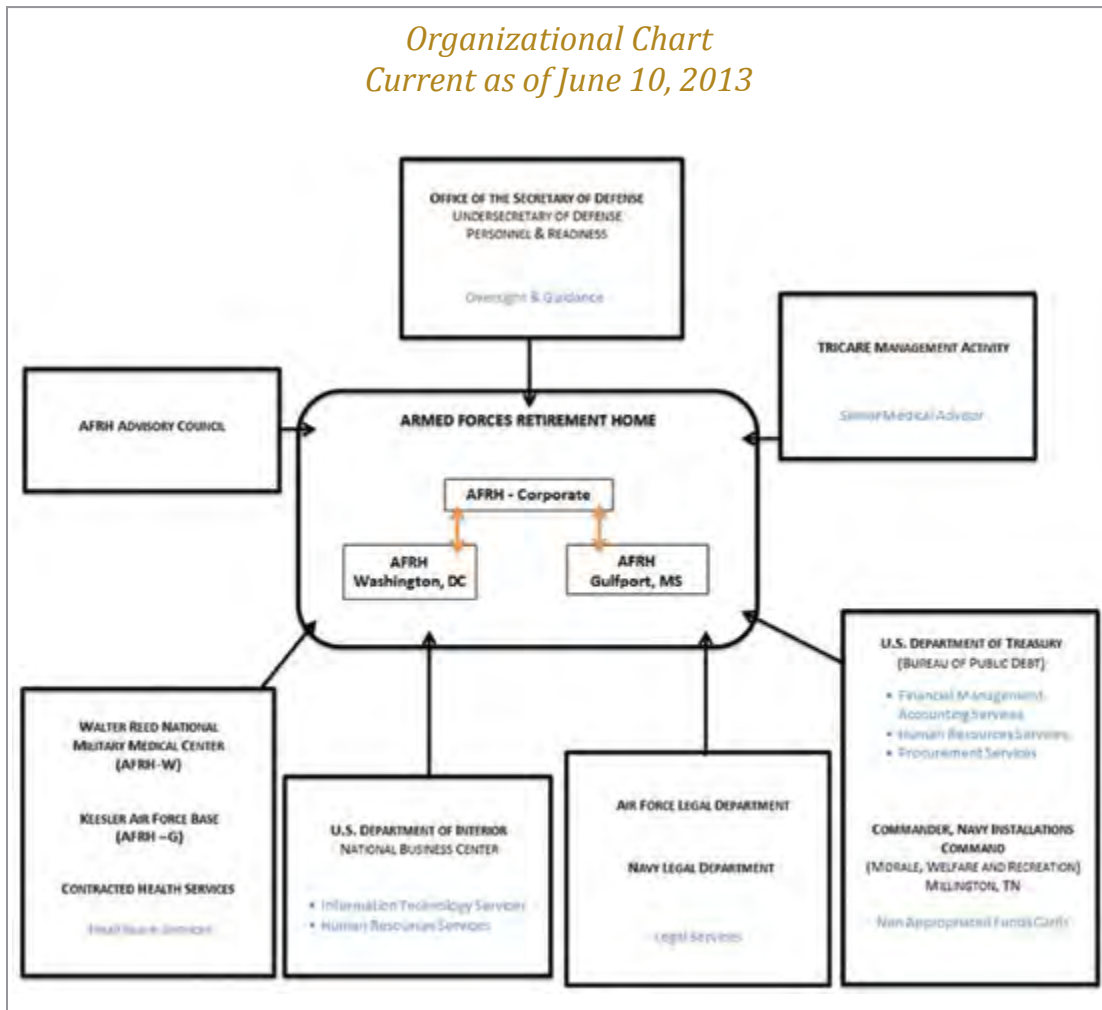 Organizational Chart
Current as of June 10, 2013
OFFICE OF THE SECRETARY OF DEFENSE
UNDERSECRETARY OF DEFENSE
PERSONNEL & READINESS
Oversight & Guidance
TRICARE MANAGEMENT ACTIVITY
Senior Medical Advisor
AFRH ADVISORY COUNCIL
ARMED FORCES RETIREMENT HOME
AFRH - Corporate
AFRH
Washington, DC
AFRH
Gulfport, MS
WALTER REED NATIONAL
MILITARY MEDICAL CENTER
(AFRH-W)
KEESLER AIR FORCE BASE
(AFRH –G)
CONTRACTED HEALTH SERVICES
Healthcare Services
U.S. DEPARTMENT OF INTERIOR
NATIONAL BUSINESS CENTER
• Information Technology Services
• Human Resources Services
AIR FORCE LEGAL DEPARTMENT
NAVY LEGAL DEPARTMENT
Legal Services
U.S. DEPARTMENT OF TREASURY
(BUREAU OF PUBLIC DEBT)
• Financial Management
Accounting Services
• Human Resources Services
• Procurement Services
COMMANDER, NAVY INSTALLATIONS
COMMAND
(MORALE, WELFARE AND RECREATION)
MILLINGTON, TN
Non Appropriated Funds